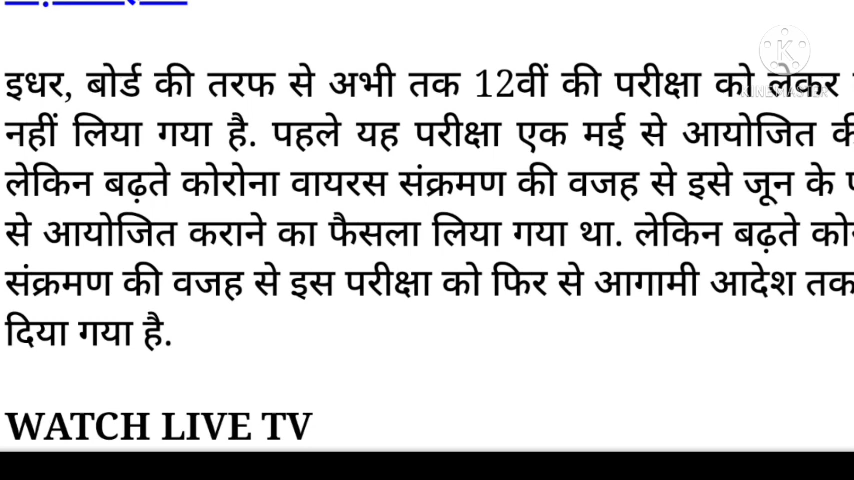 इधर, बोर्ड की तरफ से अभी तक 12वीं की परीक्षा को लेकर
नहीं लिया गया है. पहले यह परीक्षा एक मई से आयोजित
लेकिन बढ़ते कोरोना वायरस संक्रमण की वजह से इसे जून के
से आयोजित कराने का फैसला लिया गया था. लेकिन बढ़ते
संक्रमण की वजह से इस परीक्षा को फिर से आगामी आदेश तक
दिया गया है.
WATCH LIVE TV
KINEMASTER